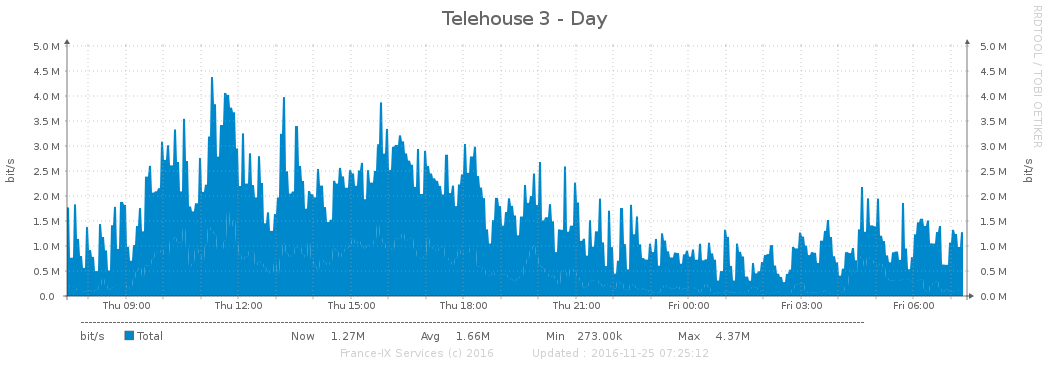 Telehouse 3 - Day
RRDTOOL / TOBI OETIKER
bit/s
bit/s
5.0 M 5.0 M
4.5 M 4.5 M
4.0 M 4.0 M
3.5 M 3.5 M
3.0 M 3.0 M
2.5 M 2.5 M
2.0 M 2.0 M
1.5 M 1.5 M
1.0 M 1.0 M
0.5 M 0.5 M
0.0 0.0 M
Thu 09:00 Thu 12:00 Thu 15:00 Thu 18:00 Thu 21:00 Fri 00:00 Fri 03:00 Fri 06:00
bit/s Total Now 1.27M Avg 1.66M Min 273.00k Max 4.37M
France-IX Services (c) 2016 Updated : 2016-11-25 07:25:12